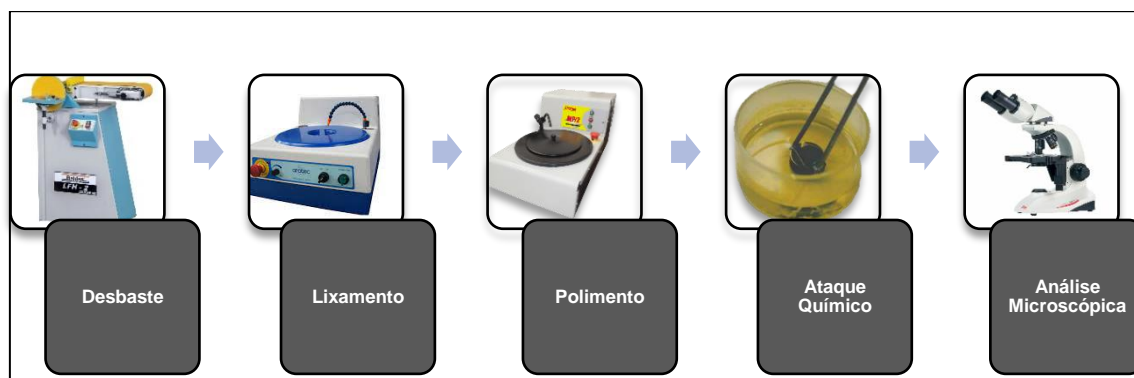 Desbaste
Lixamento
Polimento
Ataque
Químico
Análise
Microscópica